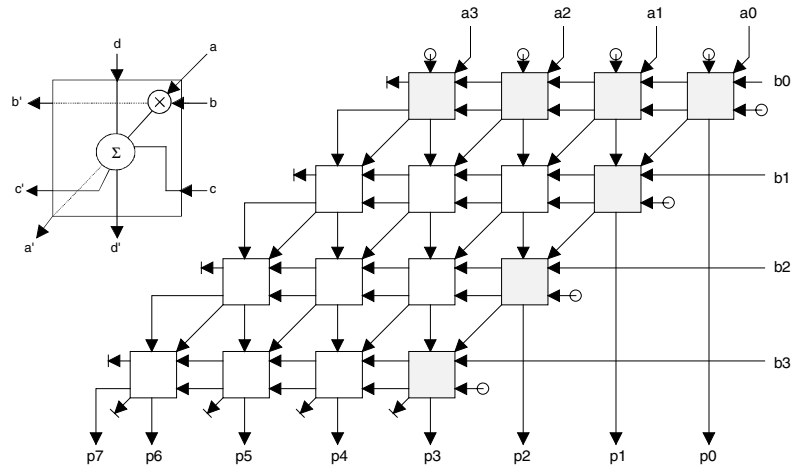 a3 a2 a1 a0
d
a
b0
b'
×
b
Σ
b1
c'
c
a'
d'
b2
b3
p7 p6 p5 p4 p3 p2 p1 p0